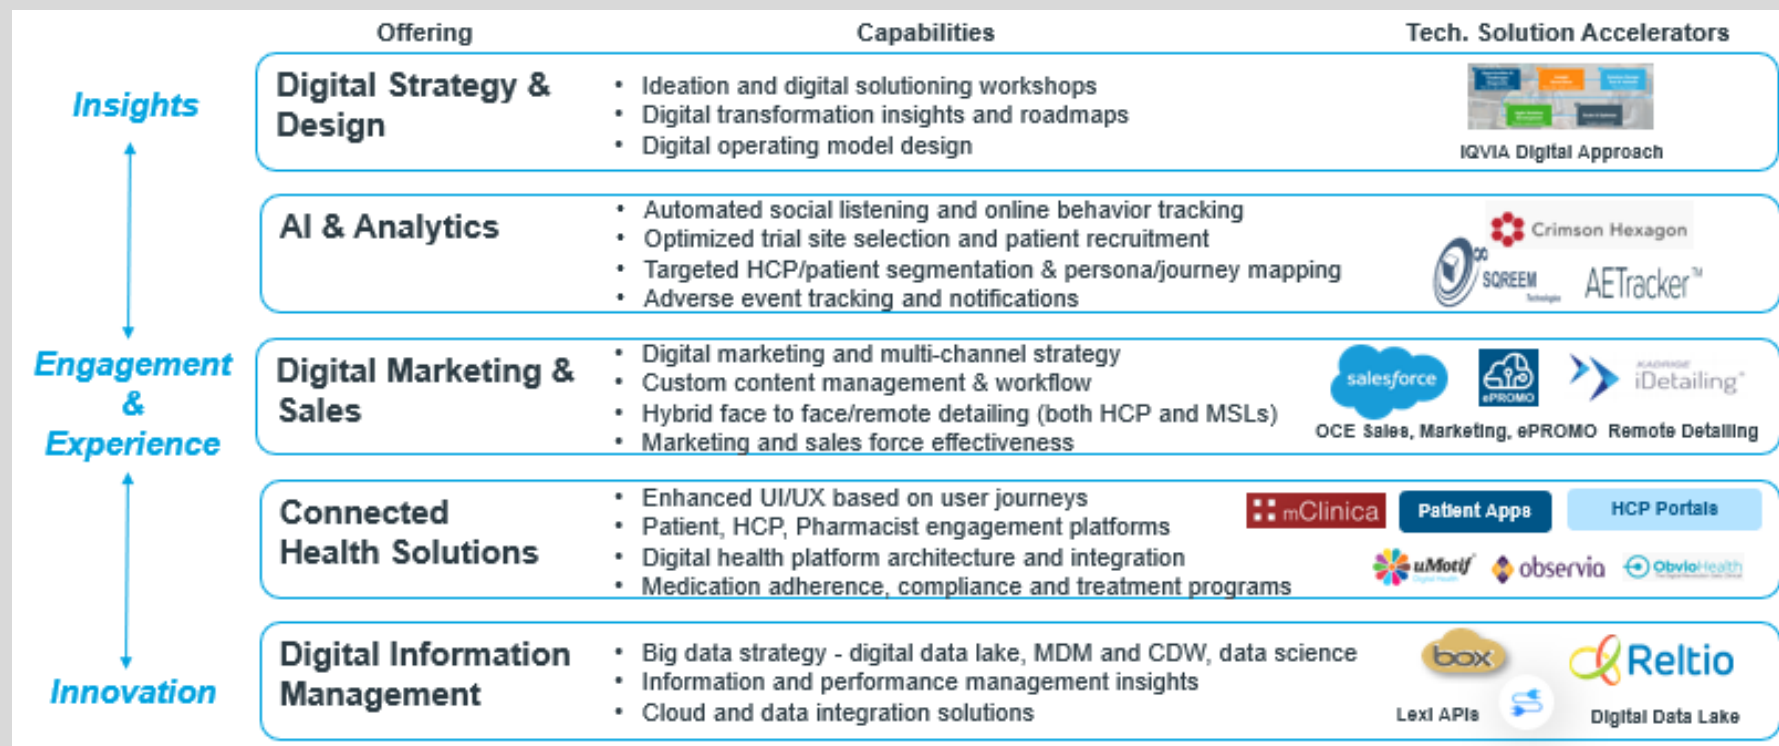 Offering
Capabilities
Tech. Solution Accelerators
Insights
Engagement
&
Experience
Innovation
Digital Strategy &
Design
• Ideation and digital solutioning workshops
• Digital transformation insights and roadmaps
• Digital operating model design
IQVIA Digital Approach
AI & Analytics
• Automated social listening and online behavior tracking
• Optimized trial site selection and patient recruitment
• Targeted HCP/patient segmentation & persona/journey mapping
• Adverse event tracking and notifications
Crimson Hexagon
SQREEM
Technologies
AETracker™
Digital Marketing &
Sales
• Digital marketing and multi-channel strategy
• Custom content management & workflow
• Hybrid face to face/remote detailing (both HCP and MSLs)
• Marketing and sales force effectiveness
salesforce
ePROMO
KADRIGE
iDetailing®
OCE Sales, Marketing, ePROMO Remote Detailing
Connected
Health Solutions
• Enhanced UI/UX based on user journeys
• Patient, HCP, Pharmacist engagement platforms
• Digital health platform architecture and integration
• Medication adherence, compliance and treatment programs
mClinica
Patient Apps
HCP Portals
uMotif
Digital Health
observia
ObvioHealth
Digital Information
Management
• Big data strategy - digital data lake, MDM and CDW, data science
• Information and performance management insights
• Cloud and data integration solutions
box
Reltio
Lexi APIs
Digital Data Lake